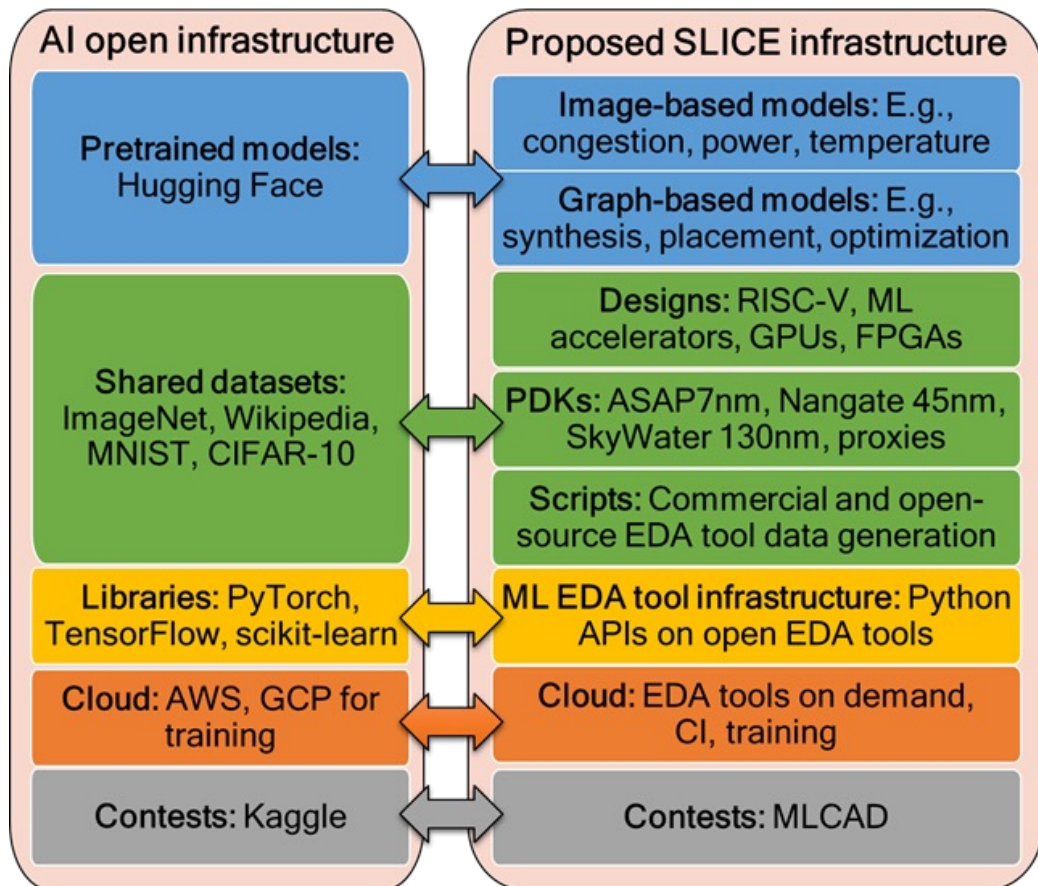 AI open infrastructure
Pretrained models:
Hugging Face
Shared datasets:
ImageNet, Wikipedia,
MNIST, CIFAR-10
Libraries: PyTorch,
TensorFlow, scikit-learn
Cloud: AWS, GCP for
training
Contests: Kaggle
Proposed SLICE infrastructure
Image-based models: E.g.,
congestion, power, temperature
Graph-based models: E.g.,
synthesis, placement, optimization
Designs: RISC-V, ML
accelerators, GPUs, FPGAs
PDKs: ASAP7nm, Nangate 45nm,
SkyWater 130nm, proxies
Scripts: Commercial and open-
source EDA tool data generation
ML EDA tool infrastructure: Python
APIs on open EDA tools
Cloud: EDA tools on demand,
CI, training
Contests: MLCAD